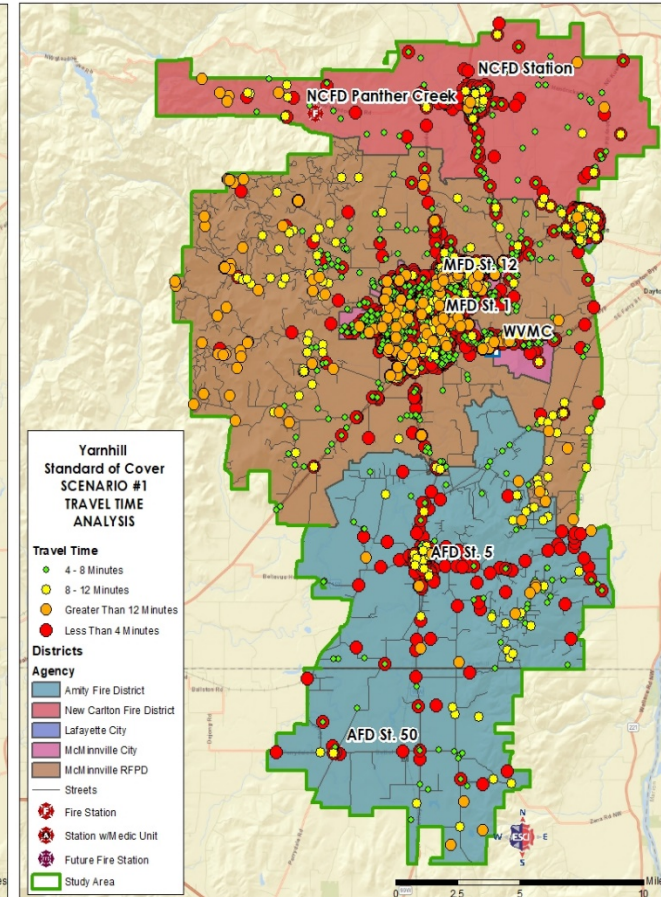 NCFD Station
NCFD Panther Creek
MFD St. 12
MFD St. 1
WVMC
AFD St. 5
AFD St. 50
Yarnhill
Standard of Cover
SCENARIO #1
TRAVEL TIME
ANALYSIS
Travel Time
4 - 8 Minutes
8 - 12 Minutes
Greater Than 12 Minutes
Less Than 4 Minutes
Districts
Agency
Amity Fire District
New Carlton Fire District
Lafayette City
McMinnville City
McMinnville RFPD
Streets
Fire Station
Station w/Medic Unit
Future Fire Station
Study Area
N
W
ESCI
E
S
221
0
2.5
5
10
Mile